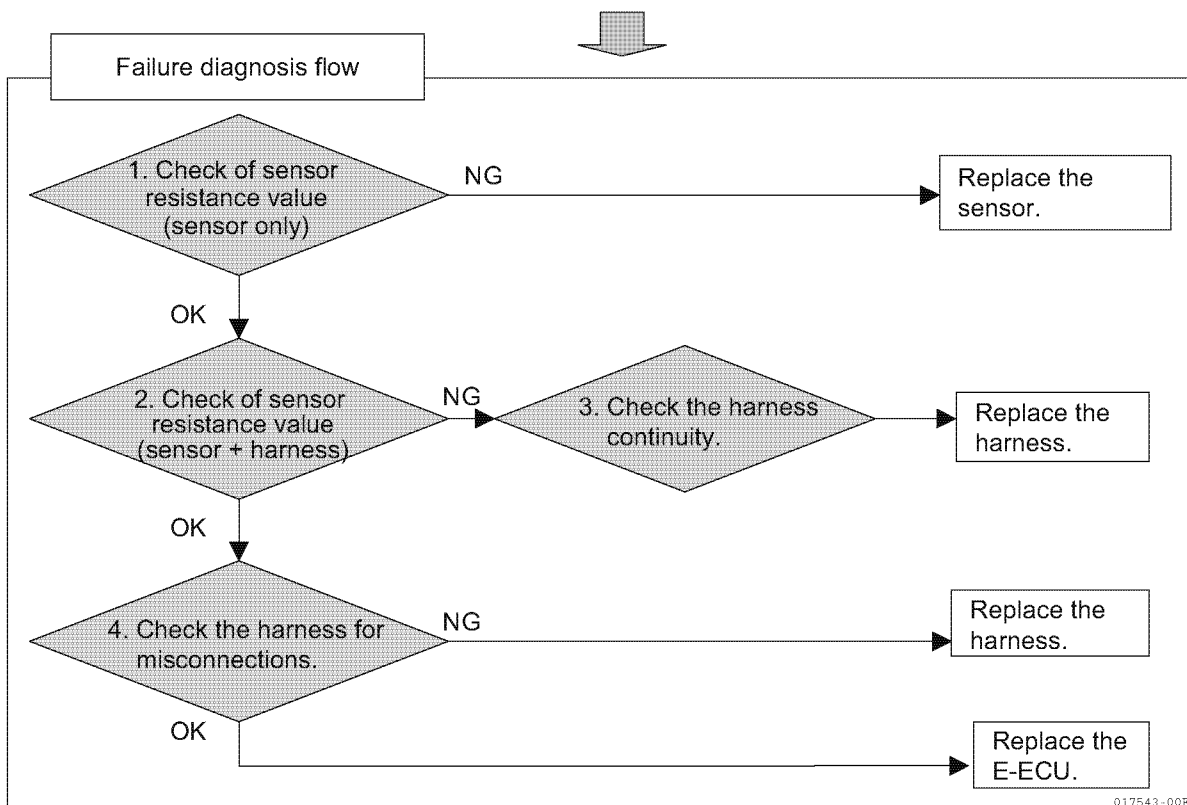 Failure diagnosis flow
1. Check of sensor
resistance value
(sensor only)
NG
Replace the
sensor.
OK
2. Check of sensor
resistance value
(sensor + harness)
NG
3. Check the harness
continuity.
Replace the
harness.
OK
4. Check the harness for
misconnections.
NG
Replace the
harness.
OK
Replace the
E-ECU.